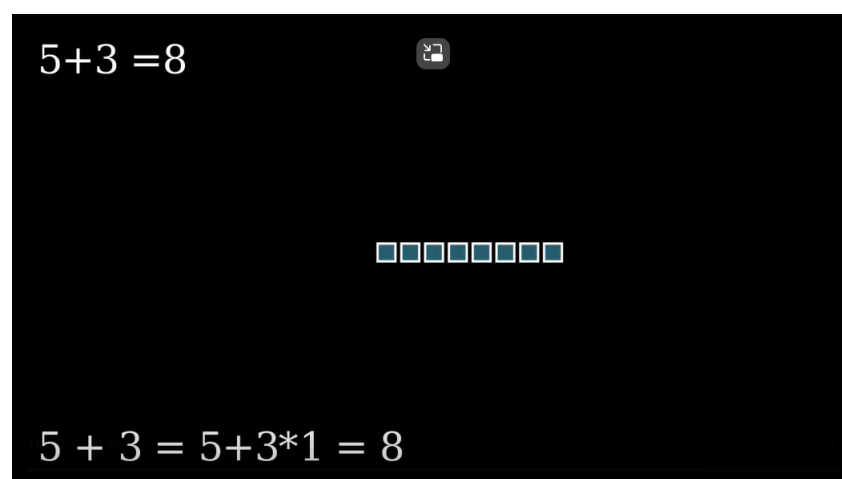 5+3 =8
5 + 3 = 5+3*1 = 8